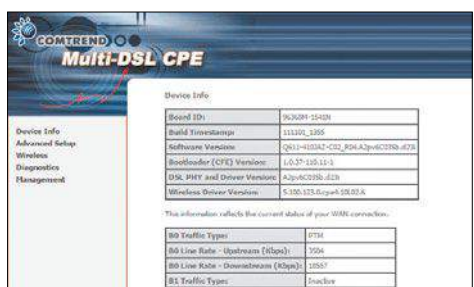 COMTREND
Multi-DSL CPE
Device Info
Advanced Setup
Wireless
Diagnostics
Management
Device Info
Board ID: 96368M-1541N
Build Timestamp: 111101_1355
Software Version:
Bootloader (CFE) Version: 1.0.37-110.11-1
DSL PHY and Driver Version: A2pv6C035b.d23i
Wireless Driver Version:
This information reflects the current status of your WAN connection.
B0 Traffic Type: PTM
B0 Line Rate - Upstream (Kbps): 3504
B0 Line Rate - Downstream (Kbps): 18557
B1 Traffic Type: Inactive